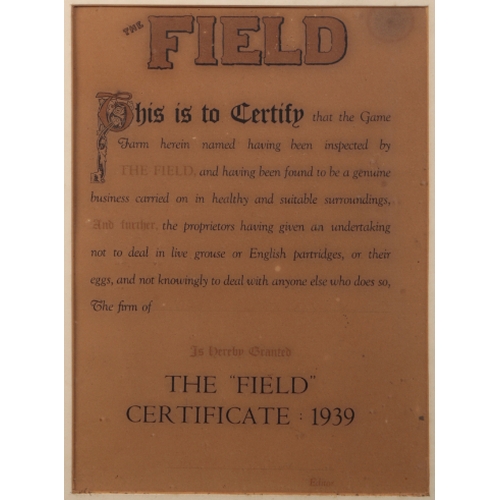 THE FIELD
This is to Certify that the Game
Farm herein named having been inspected by
THE FIELD, and having been found to be a genuine
business carried on in healthy and suitable surroundings,
And further, the proprietors having given an undertaking
not to deal in live grouse or English partridges, or their
eggs, and not knowingly to deal with anyone else who does so,
The firm of
Is Hereby Granted
THE "FIELD"
CERTIFICATE : 1939
Editor